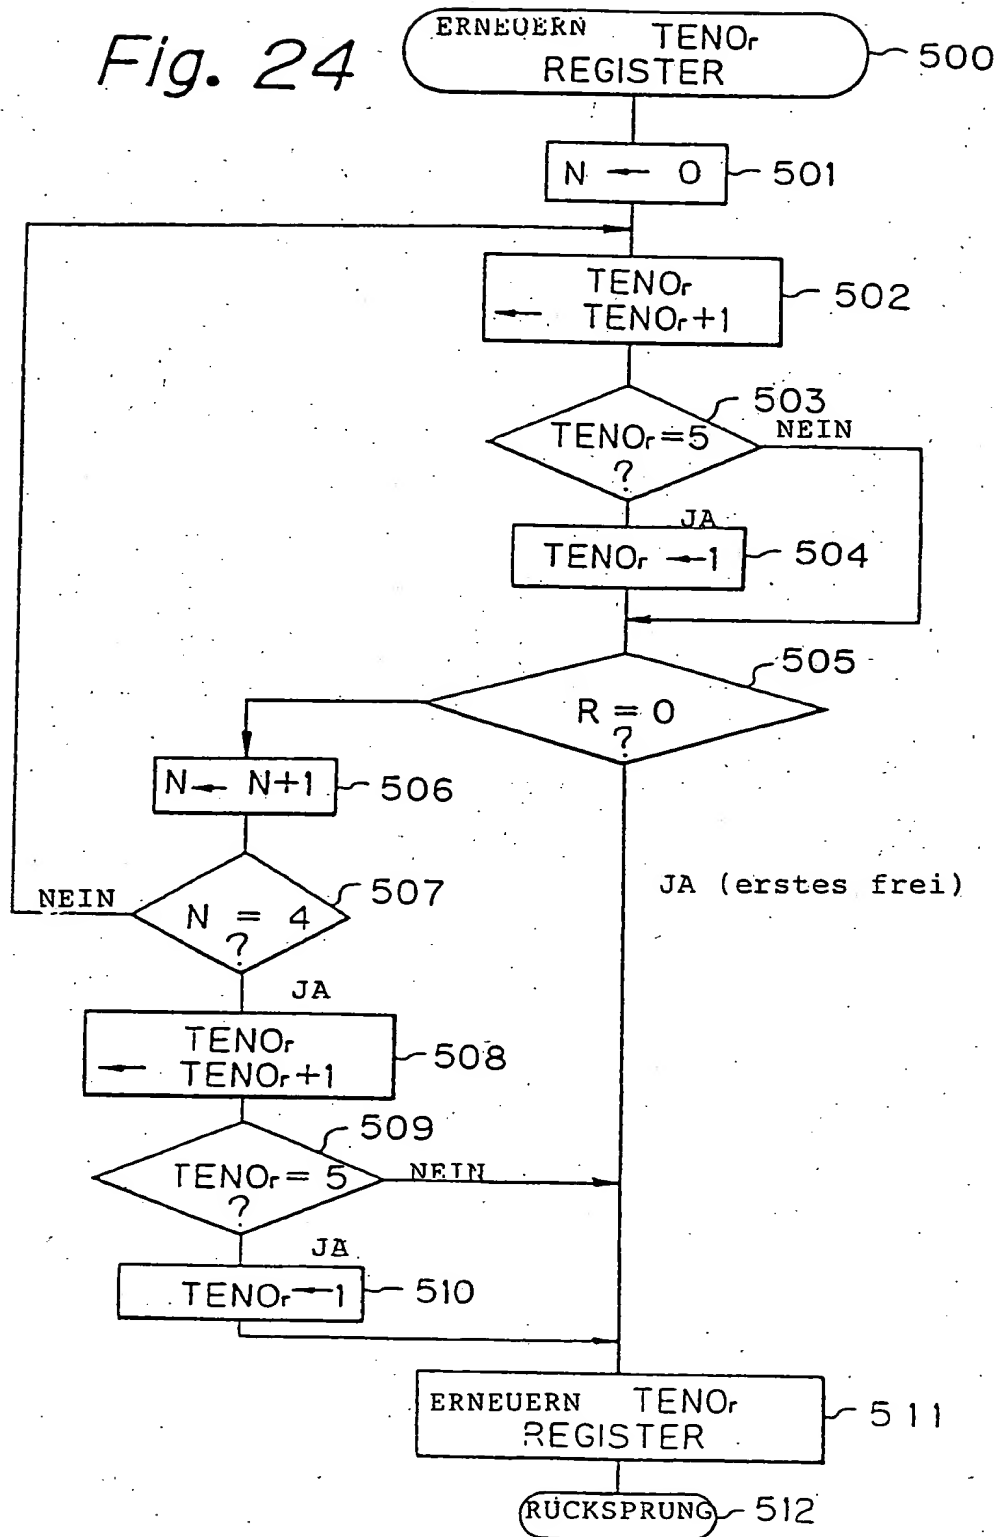 Fig. 24
ERNEUERN TENOr
REGISTER
500
N ← 0
501
TENOr
← TENOr+1
502
503
TENOr=5
?
NEIN
JA
TENOr ←1
504
505
R = 0
?
N← N+1
506
JA (erstes frei)
507
NEIN
N = 4
?
JA
TENOr
← TENOr+1
508
509
TENOr= 5
?
NEIN
JA
TENOr←1
510
ERNEUERN TENOr
REGISTER
511
RÜCKSPRUNG
512